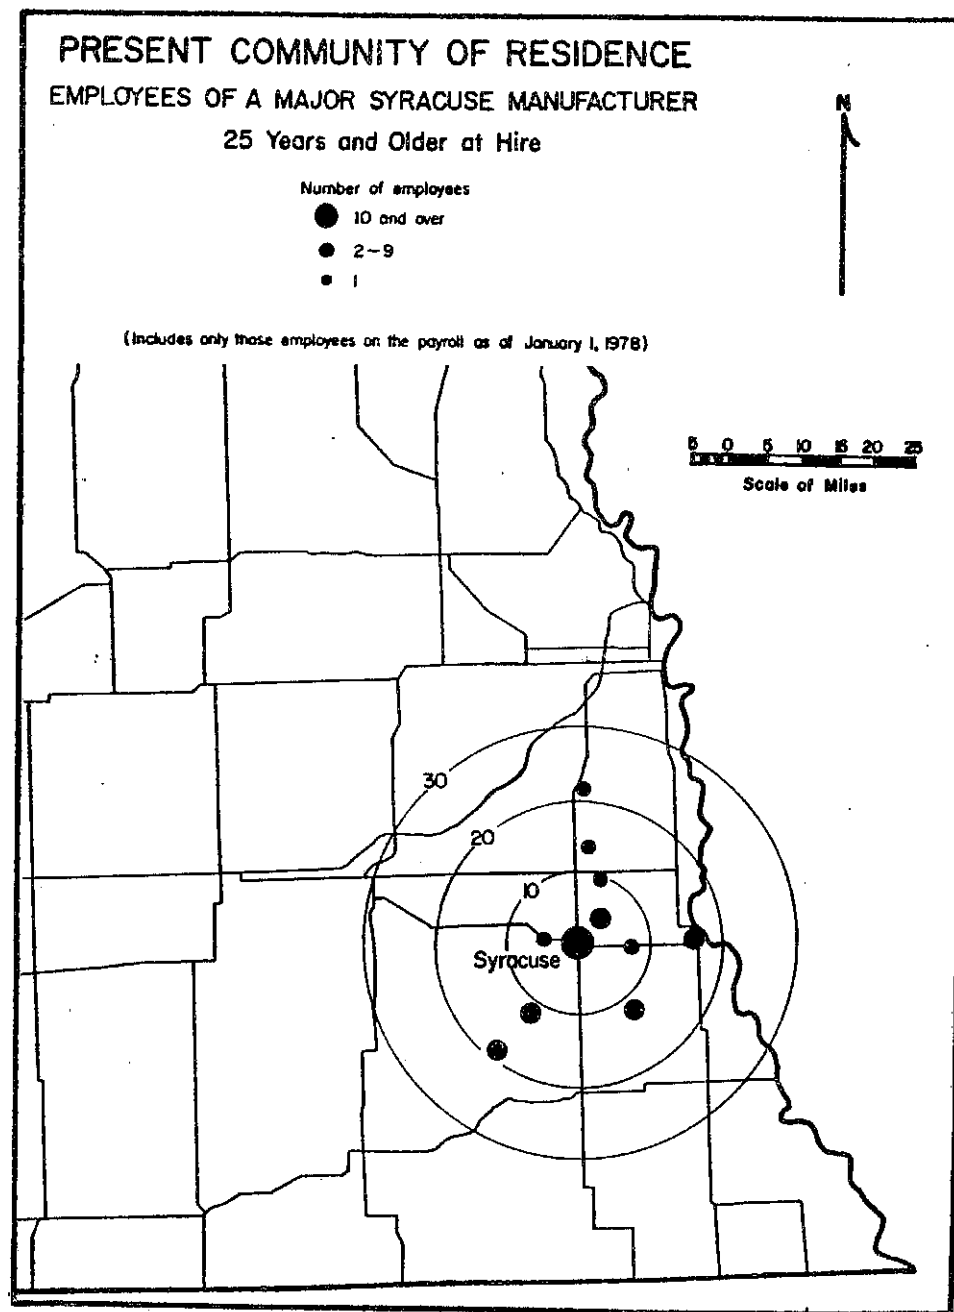 PRESENT COMMUNITY OF RESIDENCE
EMPLOYEES OF A MAJOR SYRACUSE MANUFACTURER
25 Years and Older at Hire
N
Number of employees
10 and over
2-9
1
(Includes only those employees on the payroll as of January 1, 1978)
5 0 5 10 15 20 25
Scale of Miles
30
20
10
Syracuse